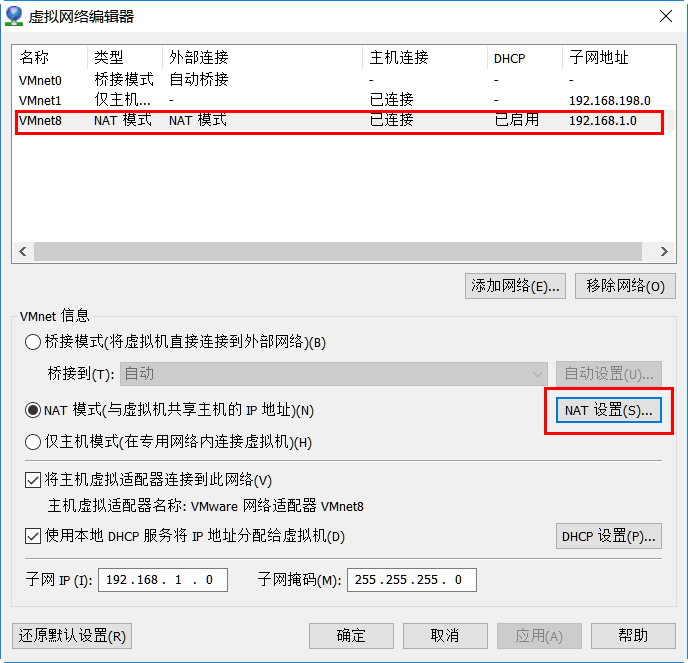 虚拟网络编辑器
名称 类型 外部连接 主机连接 DHCP 子网地址
VMnet0 桥接模式 自动桥接 - - -
VMnet1 仅主机... - 已连接 - 192.168.198.0
VMnet8 NAT 模式 NAT 模式 已连接 已启用 192.168.1.0
添加网络(E)... 移除网络(O)
VMnet 信息
桥接模式(将虚拟机直接连接到外部网络)(B)
桥接到(T): 自动 自动设置(U)...
NAT 模式(与虚拟机共享主机的 IP 地址)(N) NAT 设置(S)...
仅主机模式(在专用网络内连接虚拟机)(H)
将主机虚拟适配器连接到此网络(V)
主机虚拟适配器名称: VMware 网络适配器 VMnet8
使用本地 DHCP 服务将 IP 地址分配给虚拟机(D) DHCP 设置(P)...
子网 IP (I): 192 . 168 . 1 . 0 子网掩码(M): 255 . 255 . 255 . 0
还原默认设置(R) 确定 取消 应用(A) 帮助